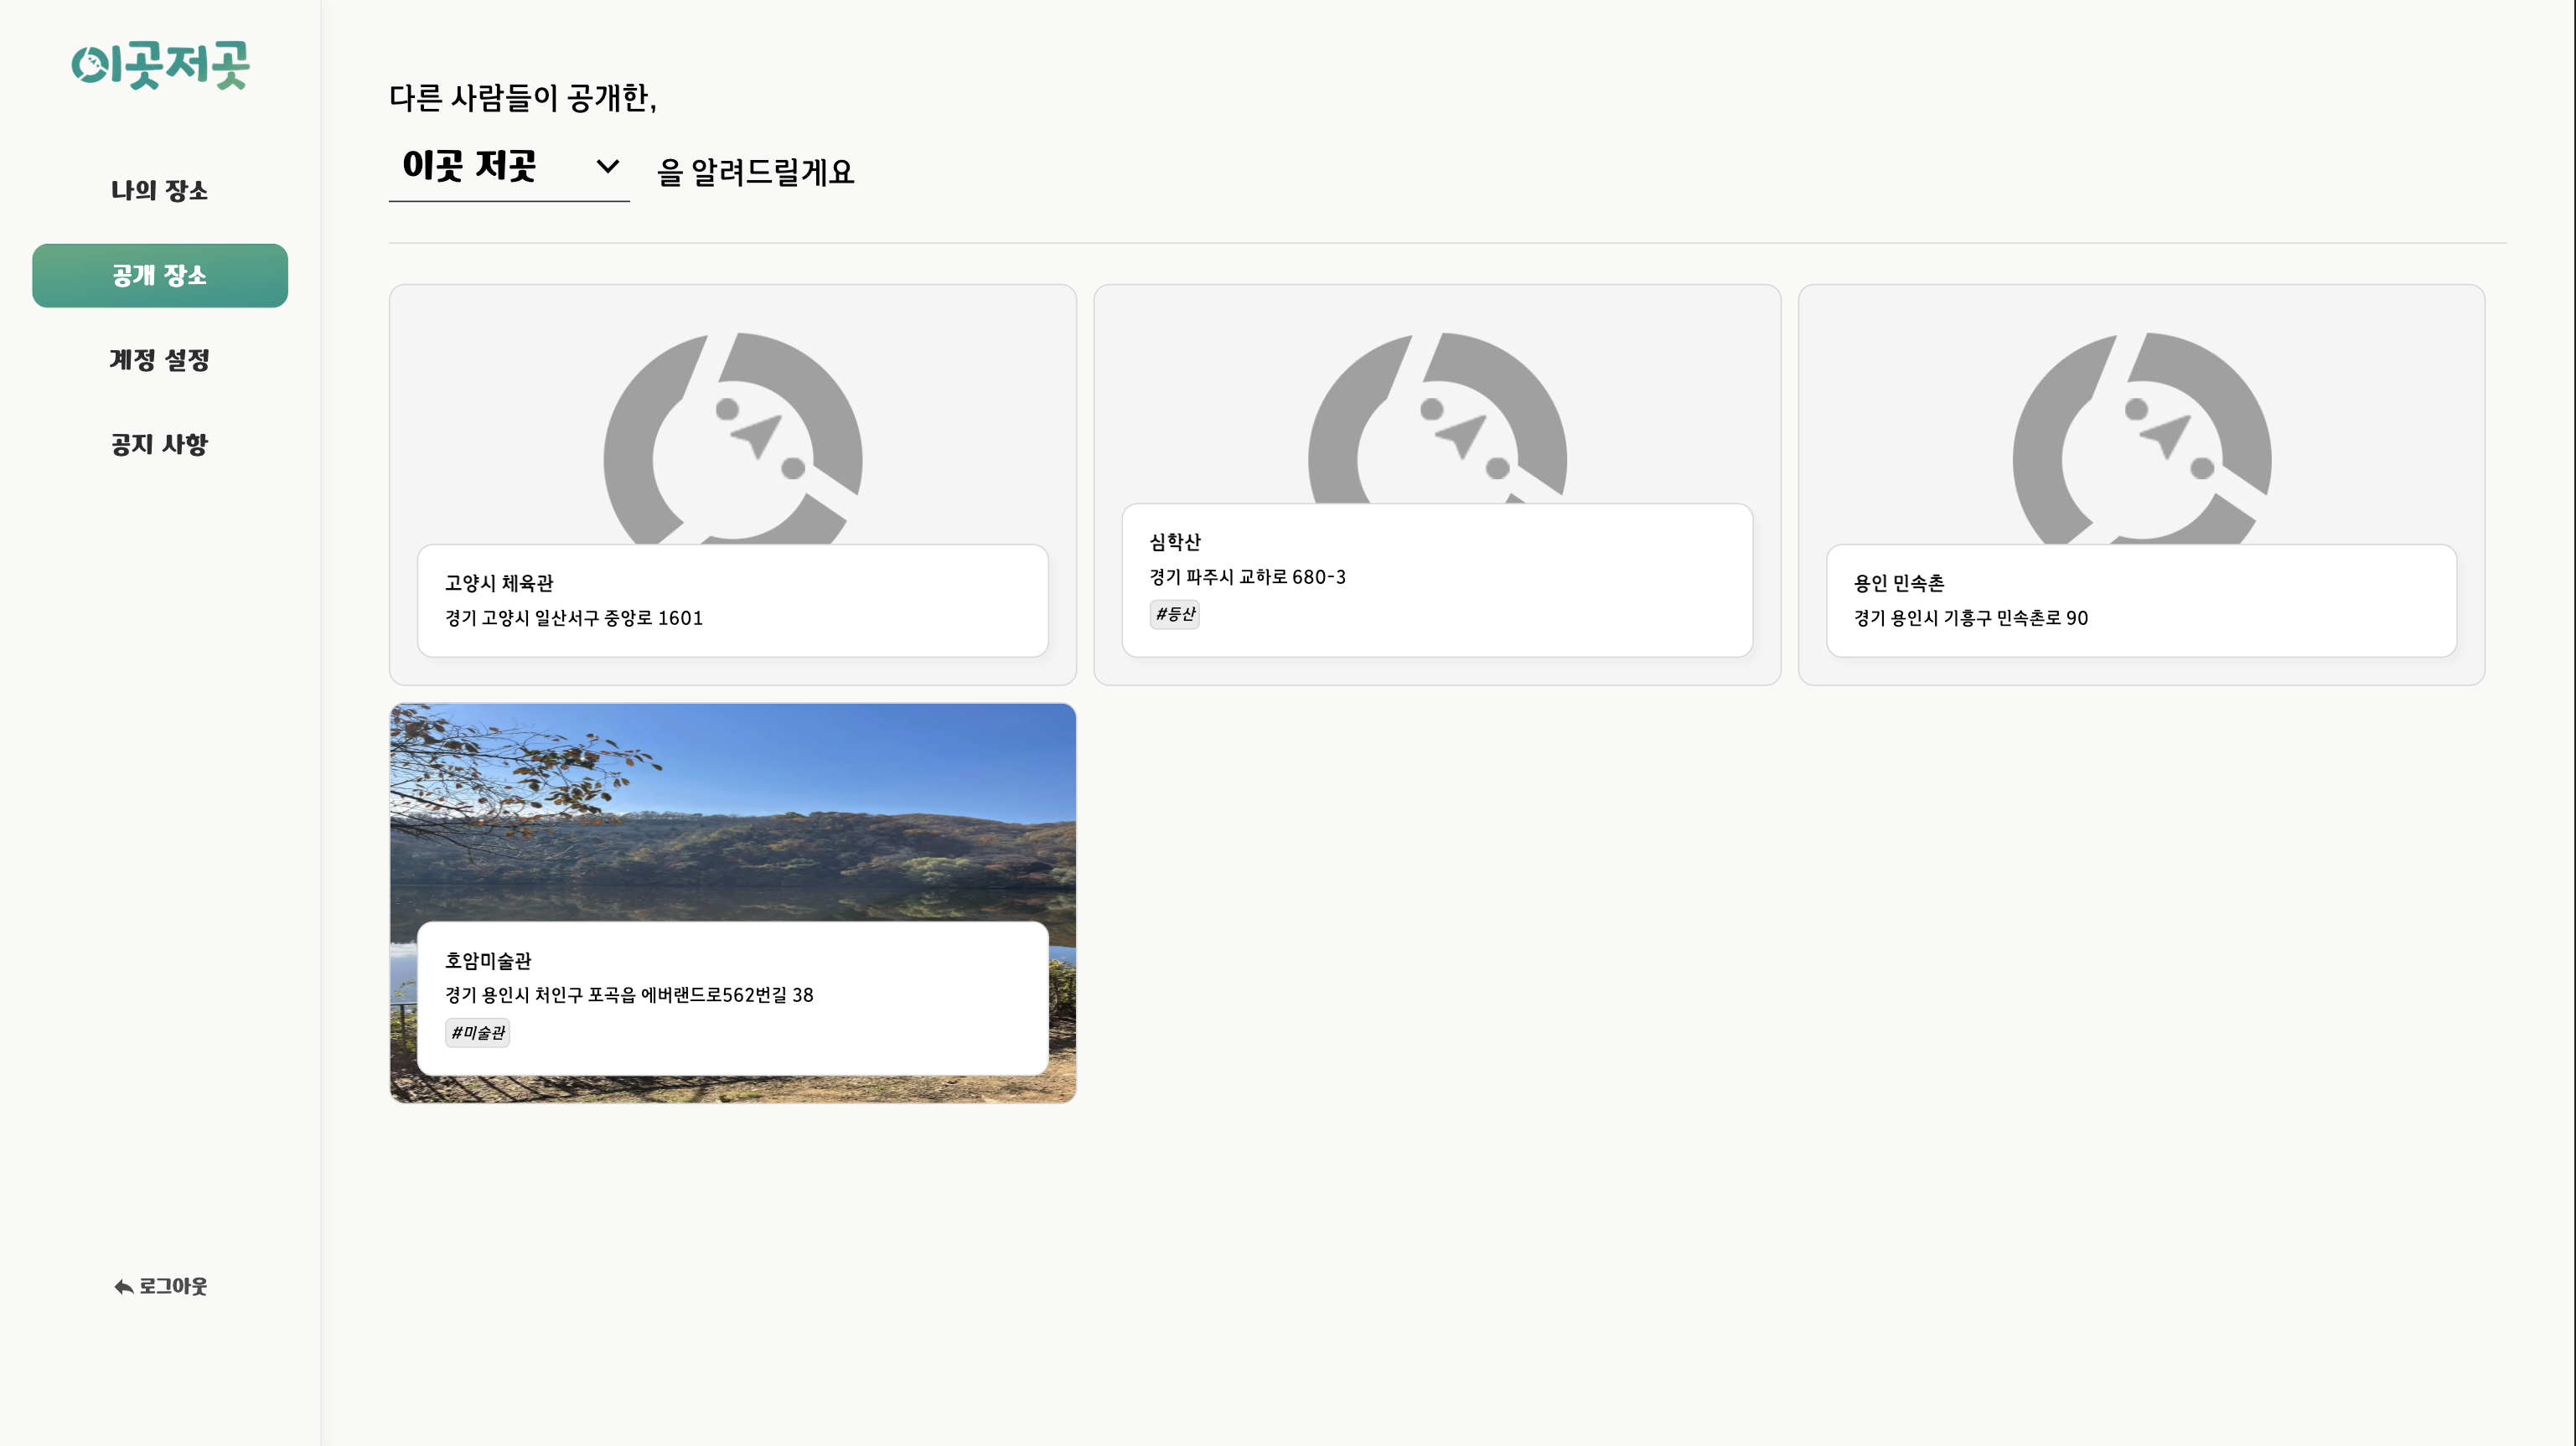 이곳저곳
나의 장소
공개 장소
계정 설정
공지 사항
로그아웃
다른 사람들이 공개한,
이곳 저곳 을 알려드릴게요
고양시 체육관
경기 고양시 일산서구 중앙로 1601
심학산
경기 파주시 교하로 680-3
#등산
용인 민속촌
경기 용인시 기흥구 민속촌로 90
호암미술관
경기 용인시 처인구 포곡읍 에버랜드로562번길 38
#미술관